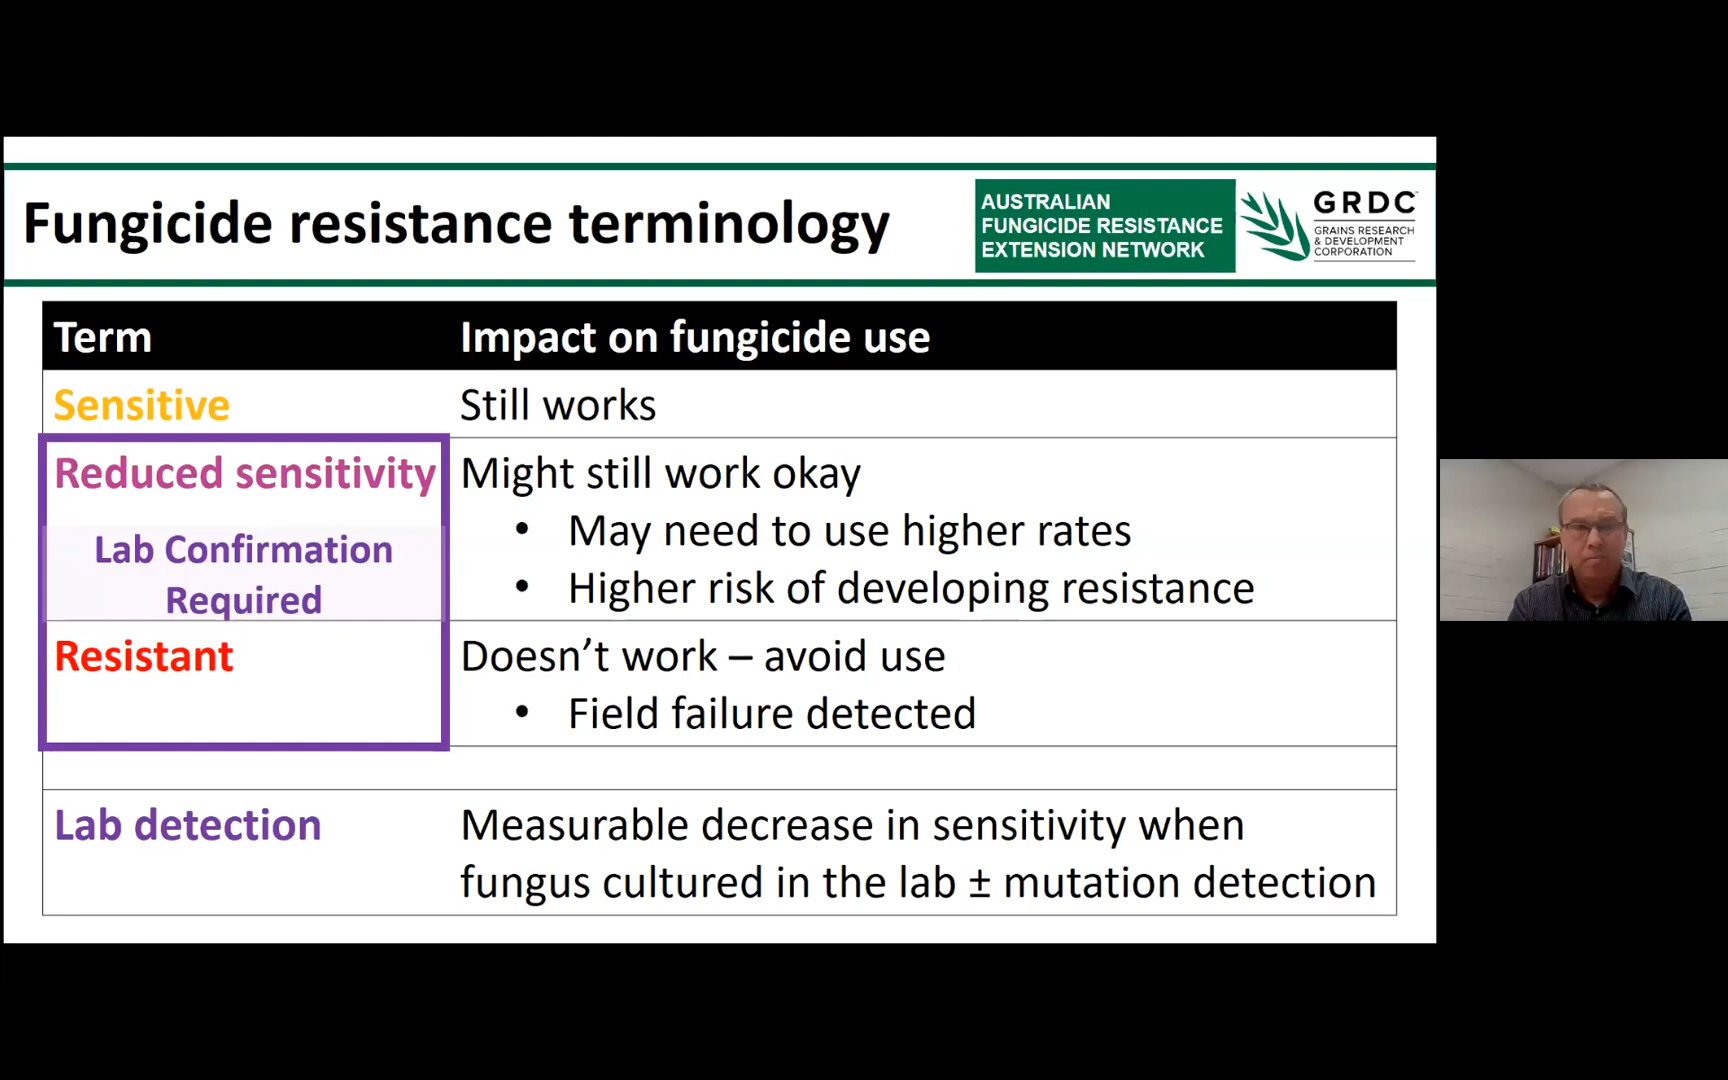 Fungicide resistance terminology
AUSTRALIAN
FUNGICIDE RESISTANCE
EXTENSION NETWORK
GRDC™
GRAINS RESEARCH
& DEVELOPMENT
CORPORATION
Term Impact on fungicide use
Sensitive Still works
Reduced sensitivity Might still work okay
• May need to use higher rates
Lab Confirmation
Required
• Higher risk of developing resistance
Resistant Doesn’t work – avoid use
• Field failure detected
Lab detection Measurable decrease in sensitivity when
fungus cultured in the lab ± mutation detection